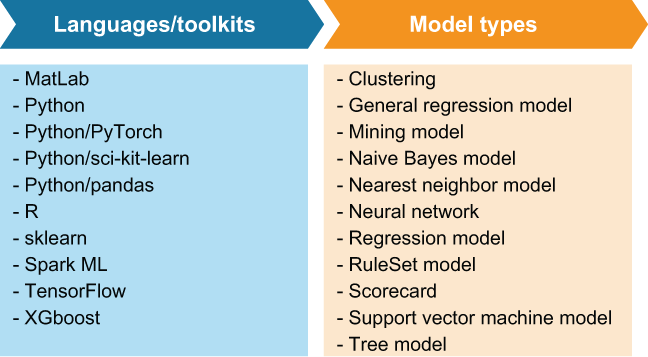 Languages/toolkits
- MatLab
- Python
- Python/PyTorch
- Python/sci-kit-learn
- Python/pandas
- R
- sklearn
- Spark ML
- TensorFlow
- XGboost
Model types
- Clustering
- General regression model
- Mining model
- Naive Bayes model
- Nearest neighbor model
- Neural network
- Regression model
- RuleSet model
- Scorecard
- Support vector machine model
- Tree model